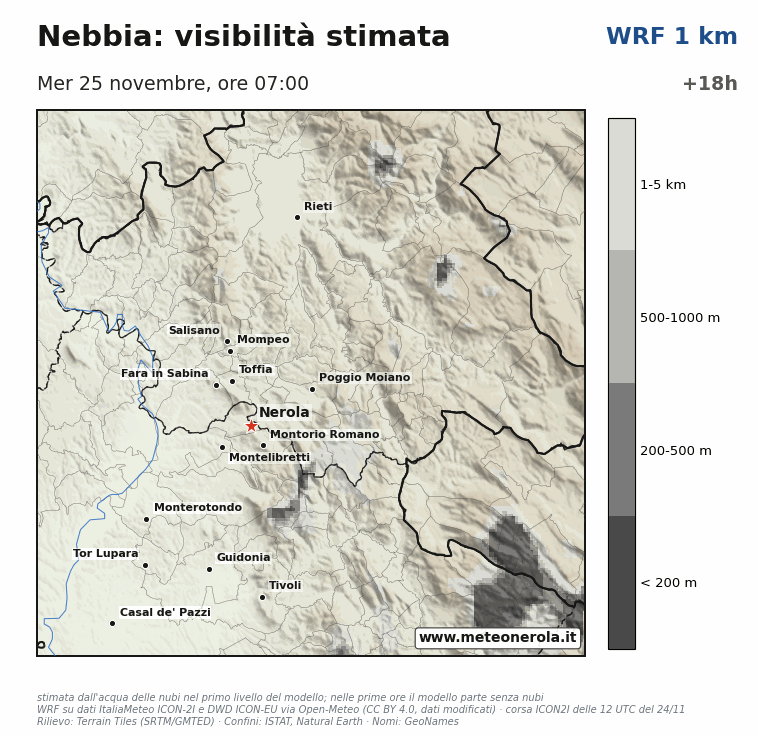 Nebbia: visibilità stimata
WRF 1 km
Mer 25 novembre, ore 07:00
+18h
1-5 km
Rieti
500-1000 m
Salisano
Mompeo
Fara in Sabina
Toffia
Poggio Moiano
Nerola
Montorio Romano
Montelibretti
200-500 m
Monterotondo
Tor Lupara
Guidonia
Tivoli
< 200 m
Casal de' Pazzi
www.meteonerola.it
stimata dall'acqua delle nubi nel primo livello del modello; nelle prime ore il modello parte senza nubi
WRF su dati ItaliaMeteo ICON-2I e DWD ICON-EU via Open-Meteo (CC BY 4.0, dati modificati) · corsa ICON2I delle 12 UTC del 24/11
Rilievo: Terrain Tiles (SRTM/GMTED) · Confini: ISTAT, Natural Earth · Nomi: GeoNames